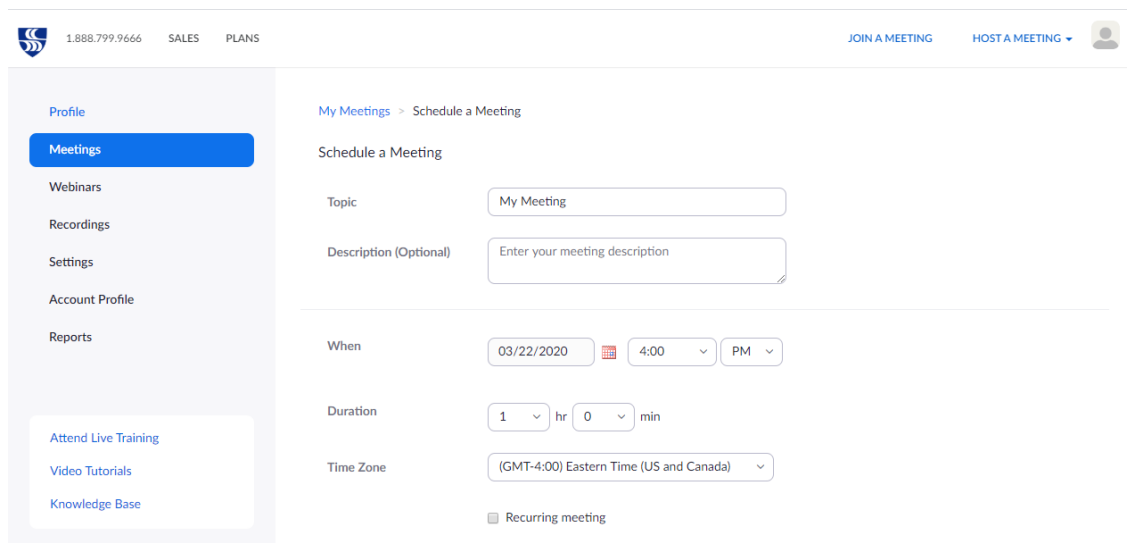 1.888.799.9666 SALES PLANS JOIN A MEETING HOST A MEETING
Profile
Meetings
Webinars
Recordings
Settings
Account Profile
Reports
Attend Live Training
Video Tutorials
Knowledge Base
My Meetings > Schedule a Meeting
Schedule a Meeting
Topic My Meeting
Description (Optional) Enter your meeting description
When 03/22/2020 4:00 PM
Duration 1 hr 0 min
Time Zone (GMT-4:00) Eastern Time (US and Canada)
Recurring meeting